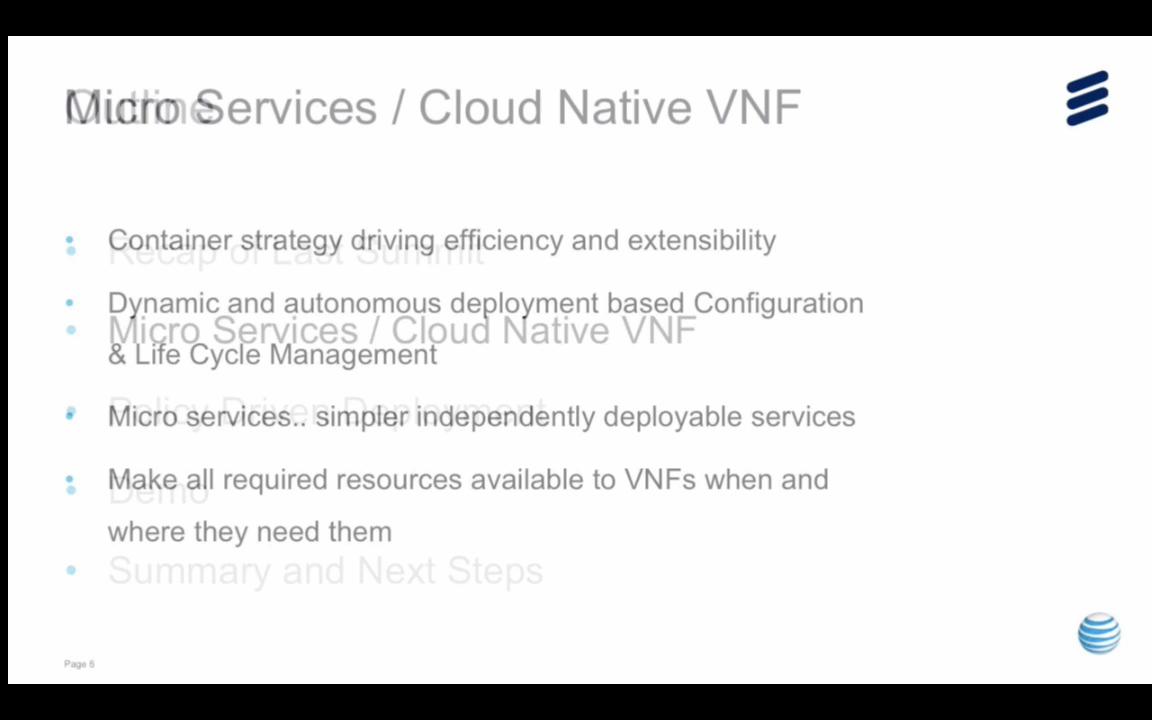 Outline
Micro Services / Cloud Native VNF
Container strategy driving efficiency and extensibility
Recap of Last Summit
Dynamic and autonomous deployment based Configuration
Micro Services / Cloud Native VNF
& Life Cycle Management
Policy Driven Deployment
Micro services.. simpler independently deployable services
Make all required resources available to VNFs when and
Demo
where they need them
Summary and Next Steps
Page 6